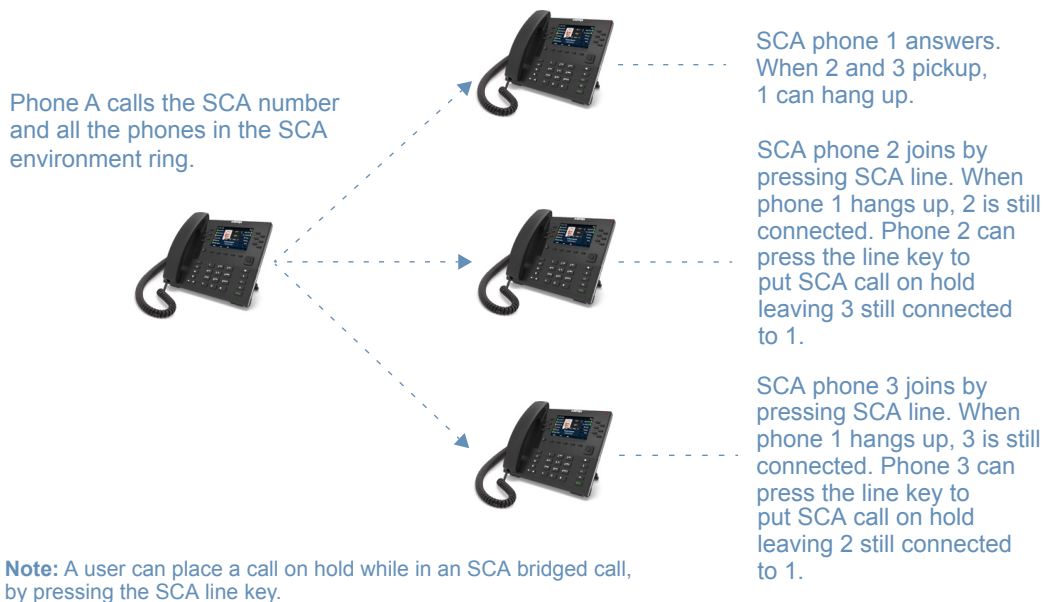 Phone A calls the SCA number
and all the phones in the SCA
environment ring.
SCA phone 1 answers.
When 2 and 3 pickup,
1 can hang up.
SCA phone 2 joins by
pressing SCA line. When
phone 1 hangs up, 2 is still
connected. Phone 2 can
press the line key to
put SCA call on hold
leaving 3 still connected
to 1.
SCA phone 3 joins by
pressing SCA line. When
phone 1 hangs up, 3 is still
connected. Phone 3 can
press the line key to
put SCA call on hold
leaving 2 still connected
to 1.
Note: A user can place a call on hold while in an SCA bridged call,
by pressing the SCA line key.